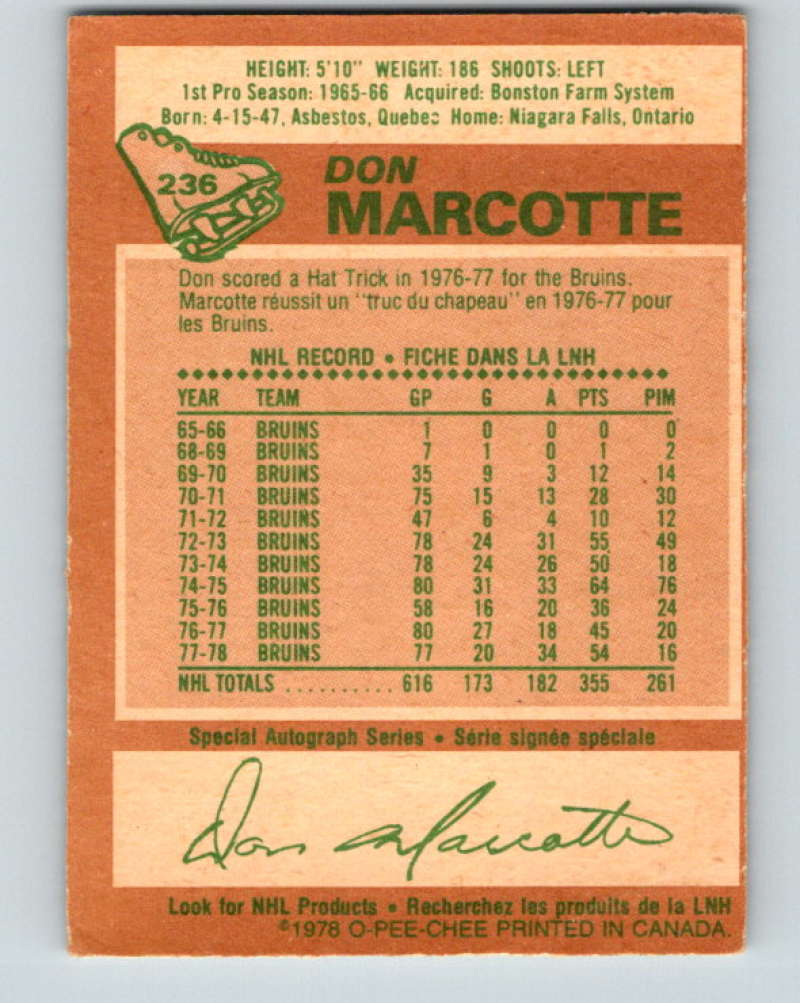 HEIGHT: 5'10" WEIGHT: 186 SHOOTS: LEFT
1st Pro Season: 1965-66 Acquired: Bonston Farm System
Born: 4-15-47, Asbestos, Quebec Home: Niagara Falls, Ontario
236
DON
MARCOTTE
Don scored a Hat Trick in 1976-77 for the Bruins.
Marcotte réussit un "truc du chapeau" en 1976-77 pour
les Bruins.
NHL RECORD • FICHE DANS LA LNH
YEAR TEAM GP G A PTS PIM
65-66 BRUINS 1 0 0 0 0
68-69 BRUINS 7 1 0 1 2
69-70 BRUINS 35 9 3 12 14
70-71 BRUINS 75 15 13 28 30
71-72 BRUINS 47 6 4 10 12
72-73 BRUINS 78 24 31 55 49
73-74 BRUINS 78 24 26 50 18
74-75 BRUINS 80 31 33 64 76
75-76 BRUINS 58 16 20 36 24
76-77 BRUINS 80 27 18 45 20
77-78 BRUINS 77 20 34 54 16
NHL TOTALS .......... 616 173 182 355 261
Special Autograph Series • Série signée spéciale
Don Marcotte
Look for NHL Products • Recherchez les produits de la LNH
©1978 O-PEE-CHEE PRINTED IN CANADA.